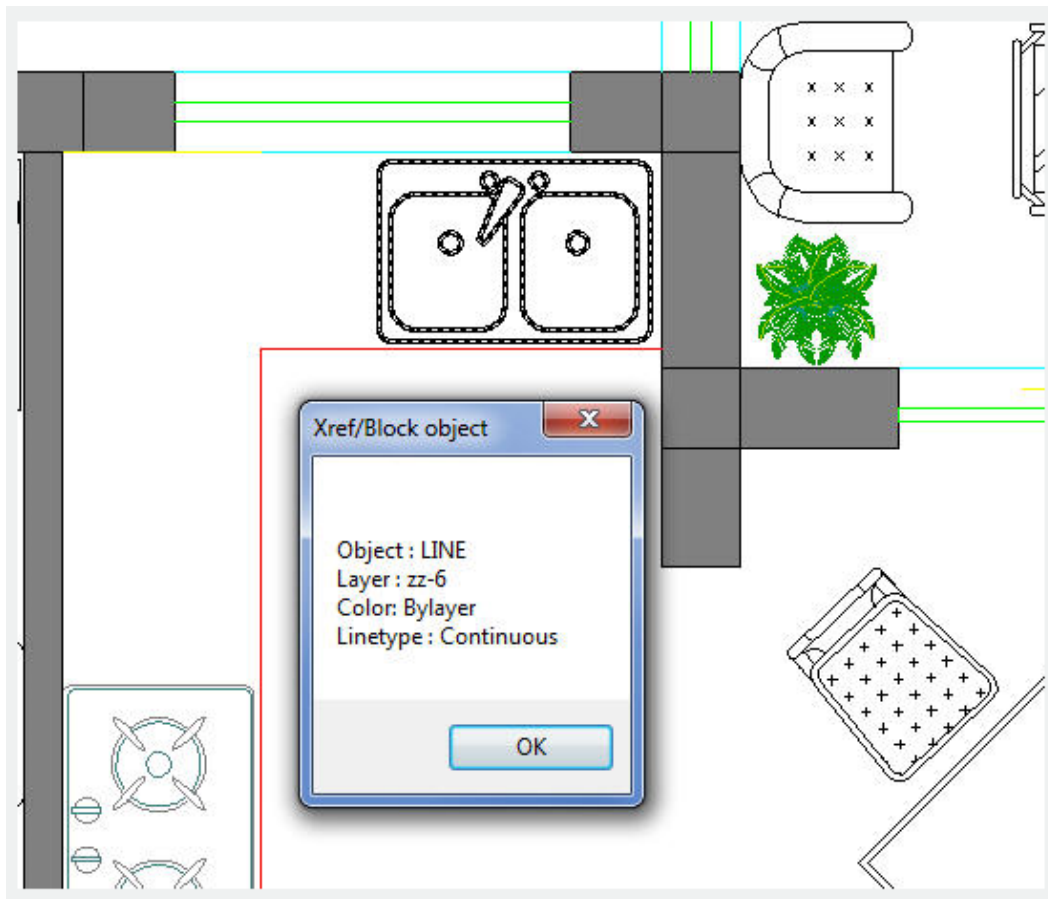 Xref/Block object
Object : LINE
Layer : zz-6
Color: Bylayer
Linetype : Continuous
OK